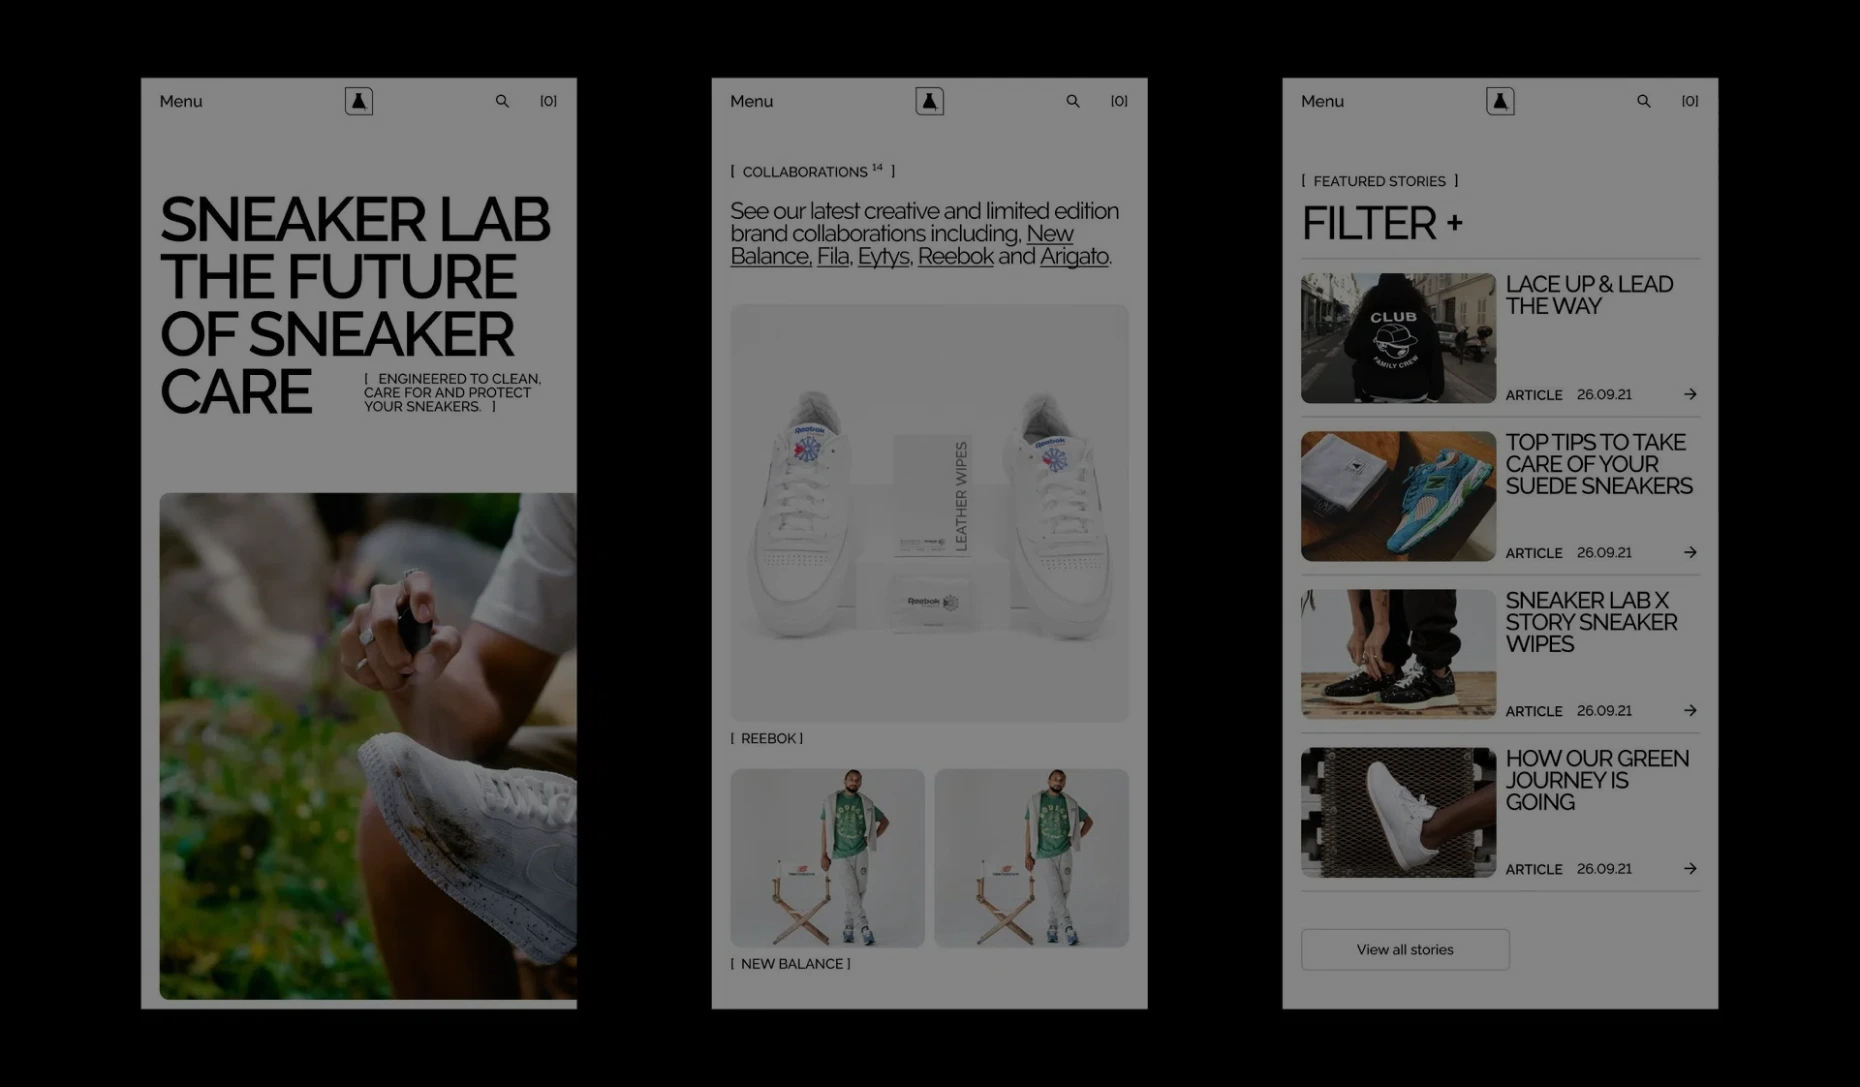 Menu
[0]
SNEAKER LAB
THE FUTURE
OF SNEAKER
CARE
[ ENGINEERED TO CLEAN,
CARE FOR AND PROTECT
YOUR SNEAKERS. ]
Menu
[0]
[ COLLABORATIONS 14 ]
See our latest creative and limited edition
brand collaborations including, New
Balance, Fila, Eytys, Reebok and Arigato.
Reebok
Reebok
LEATHER WIPES
Reebok
[ REEBOK ]
[ NEW BALANCE ]
Menu
[0]
[ FEATURED STORIES ]
FILTER +
CLUB
FAMILY CREW
LACE UP & LEAD
THE WAY
ARTICLE 26.09.21
TOP TIPS TO TAKE
CARE OF YOUR
SUEDE SNEAKERS
ARTICLE 26.09.21
SNEAKER LAB X
STORY SNEAKER
WIPES
ARTICLE 26.09.21
HOW OUR GREEN
JOURNEY IS
GOING
ARTICLE 26.09.21
View all stories